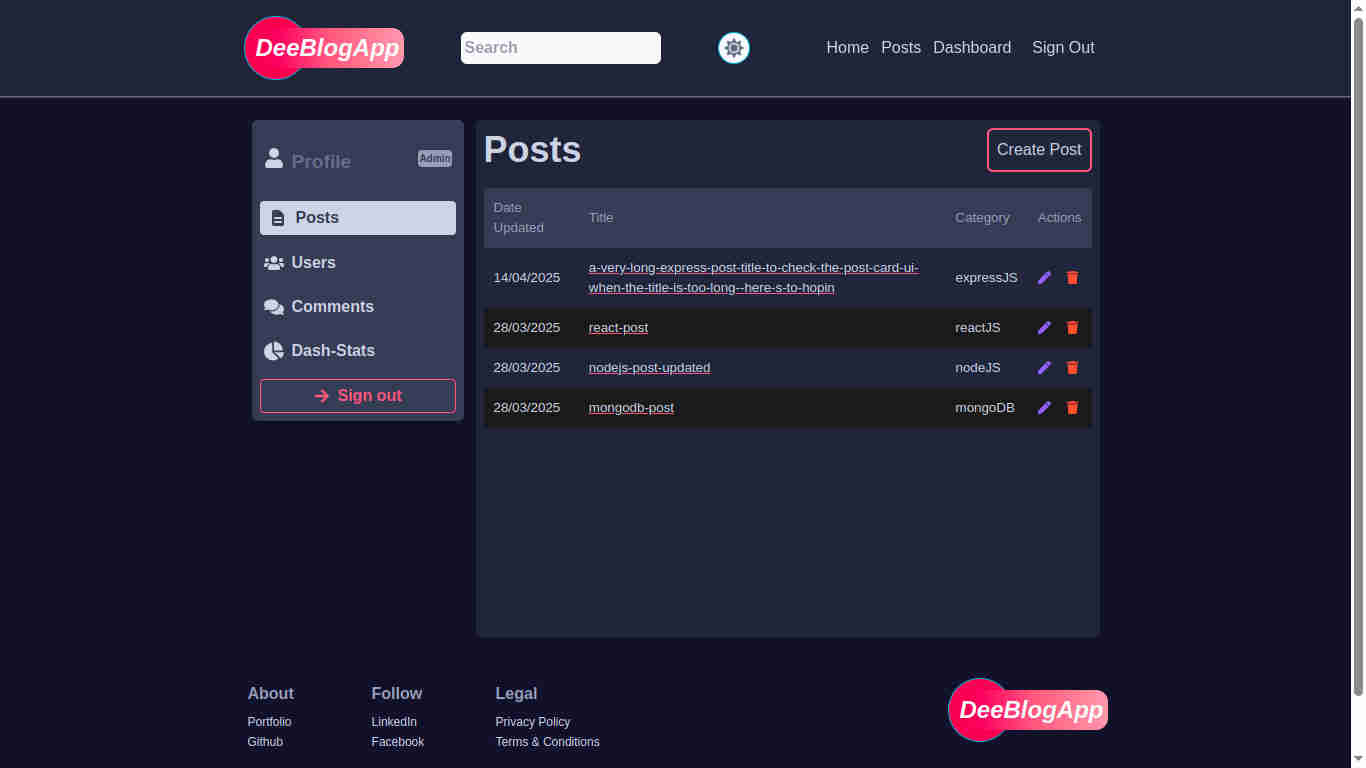 DeeBlogApp
Search
Home Posts Dashboard Sign Out
Profile Admin
Posts
Users
Comments
Dash-Stats
Sign out
Posts
Create Post
Date
Updated
Title
Category
Actions
14/04/2025
a-very-long-express-post-title-to-check-the-post-card-ui-
when-the-title-is-too-long--here-s-to-hopin
expressJS
28/03/2025 react-post reactJS
28/03/2025 nodejs-post-updated nodeJS
28/03/2025 mongodb-post mongoDB
About
Portfolio
Github
Follow
LinkedIn
Facebook
Legal
Privacy Policy
Terms & Conditions
DeeBlogApp